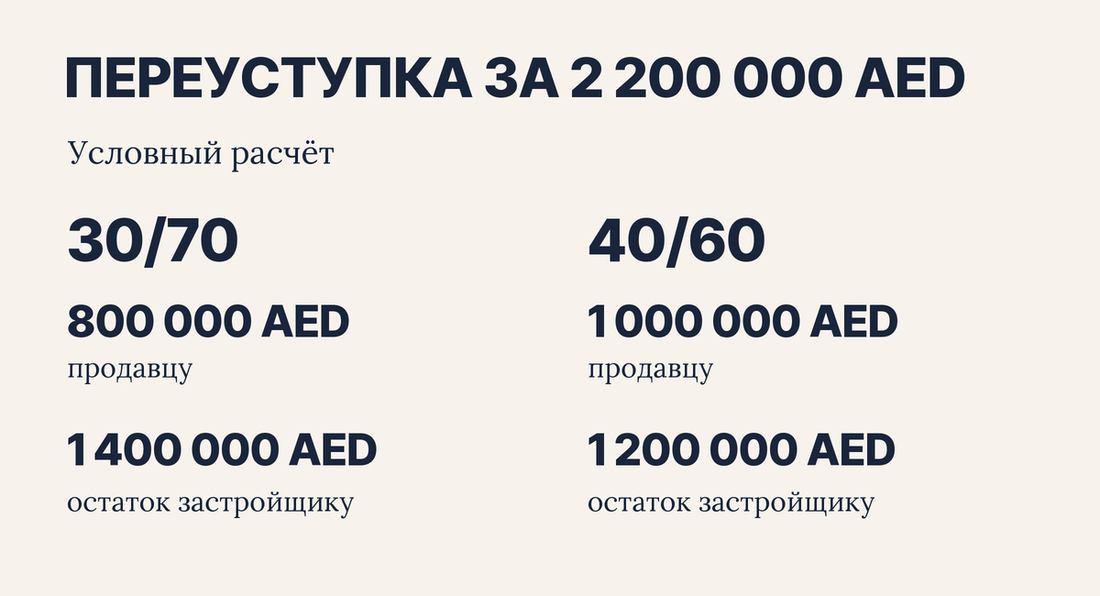 ПЕРЕУСТУПКА ЗА 2 200 000 AED
Условный расчёт
30/70
800 000 AED
продавцу
1 400 000 AED
остаток застройщику
40/60
1 000 000 AED
продавцу
1 200 000 AED
остаток застройщику